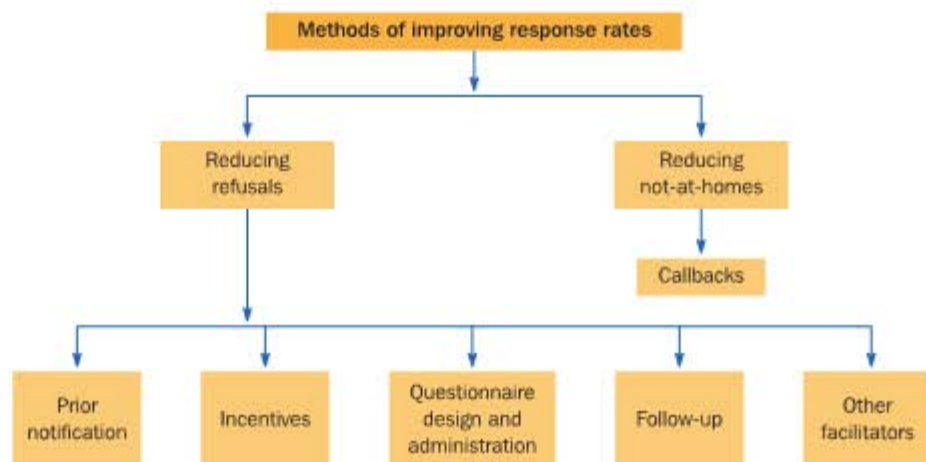 Methods of improving response rates
Reducing
refusals
Reducing
not-at-homes
Callbacks
Prior
notification
Incentives
Questionnaire
design and
administration
Follow-up
Other
facilitators